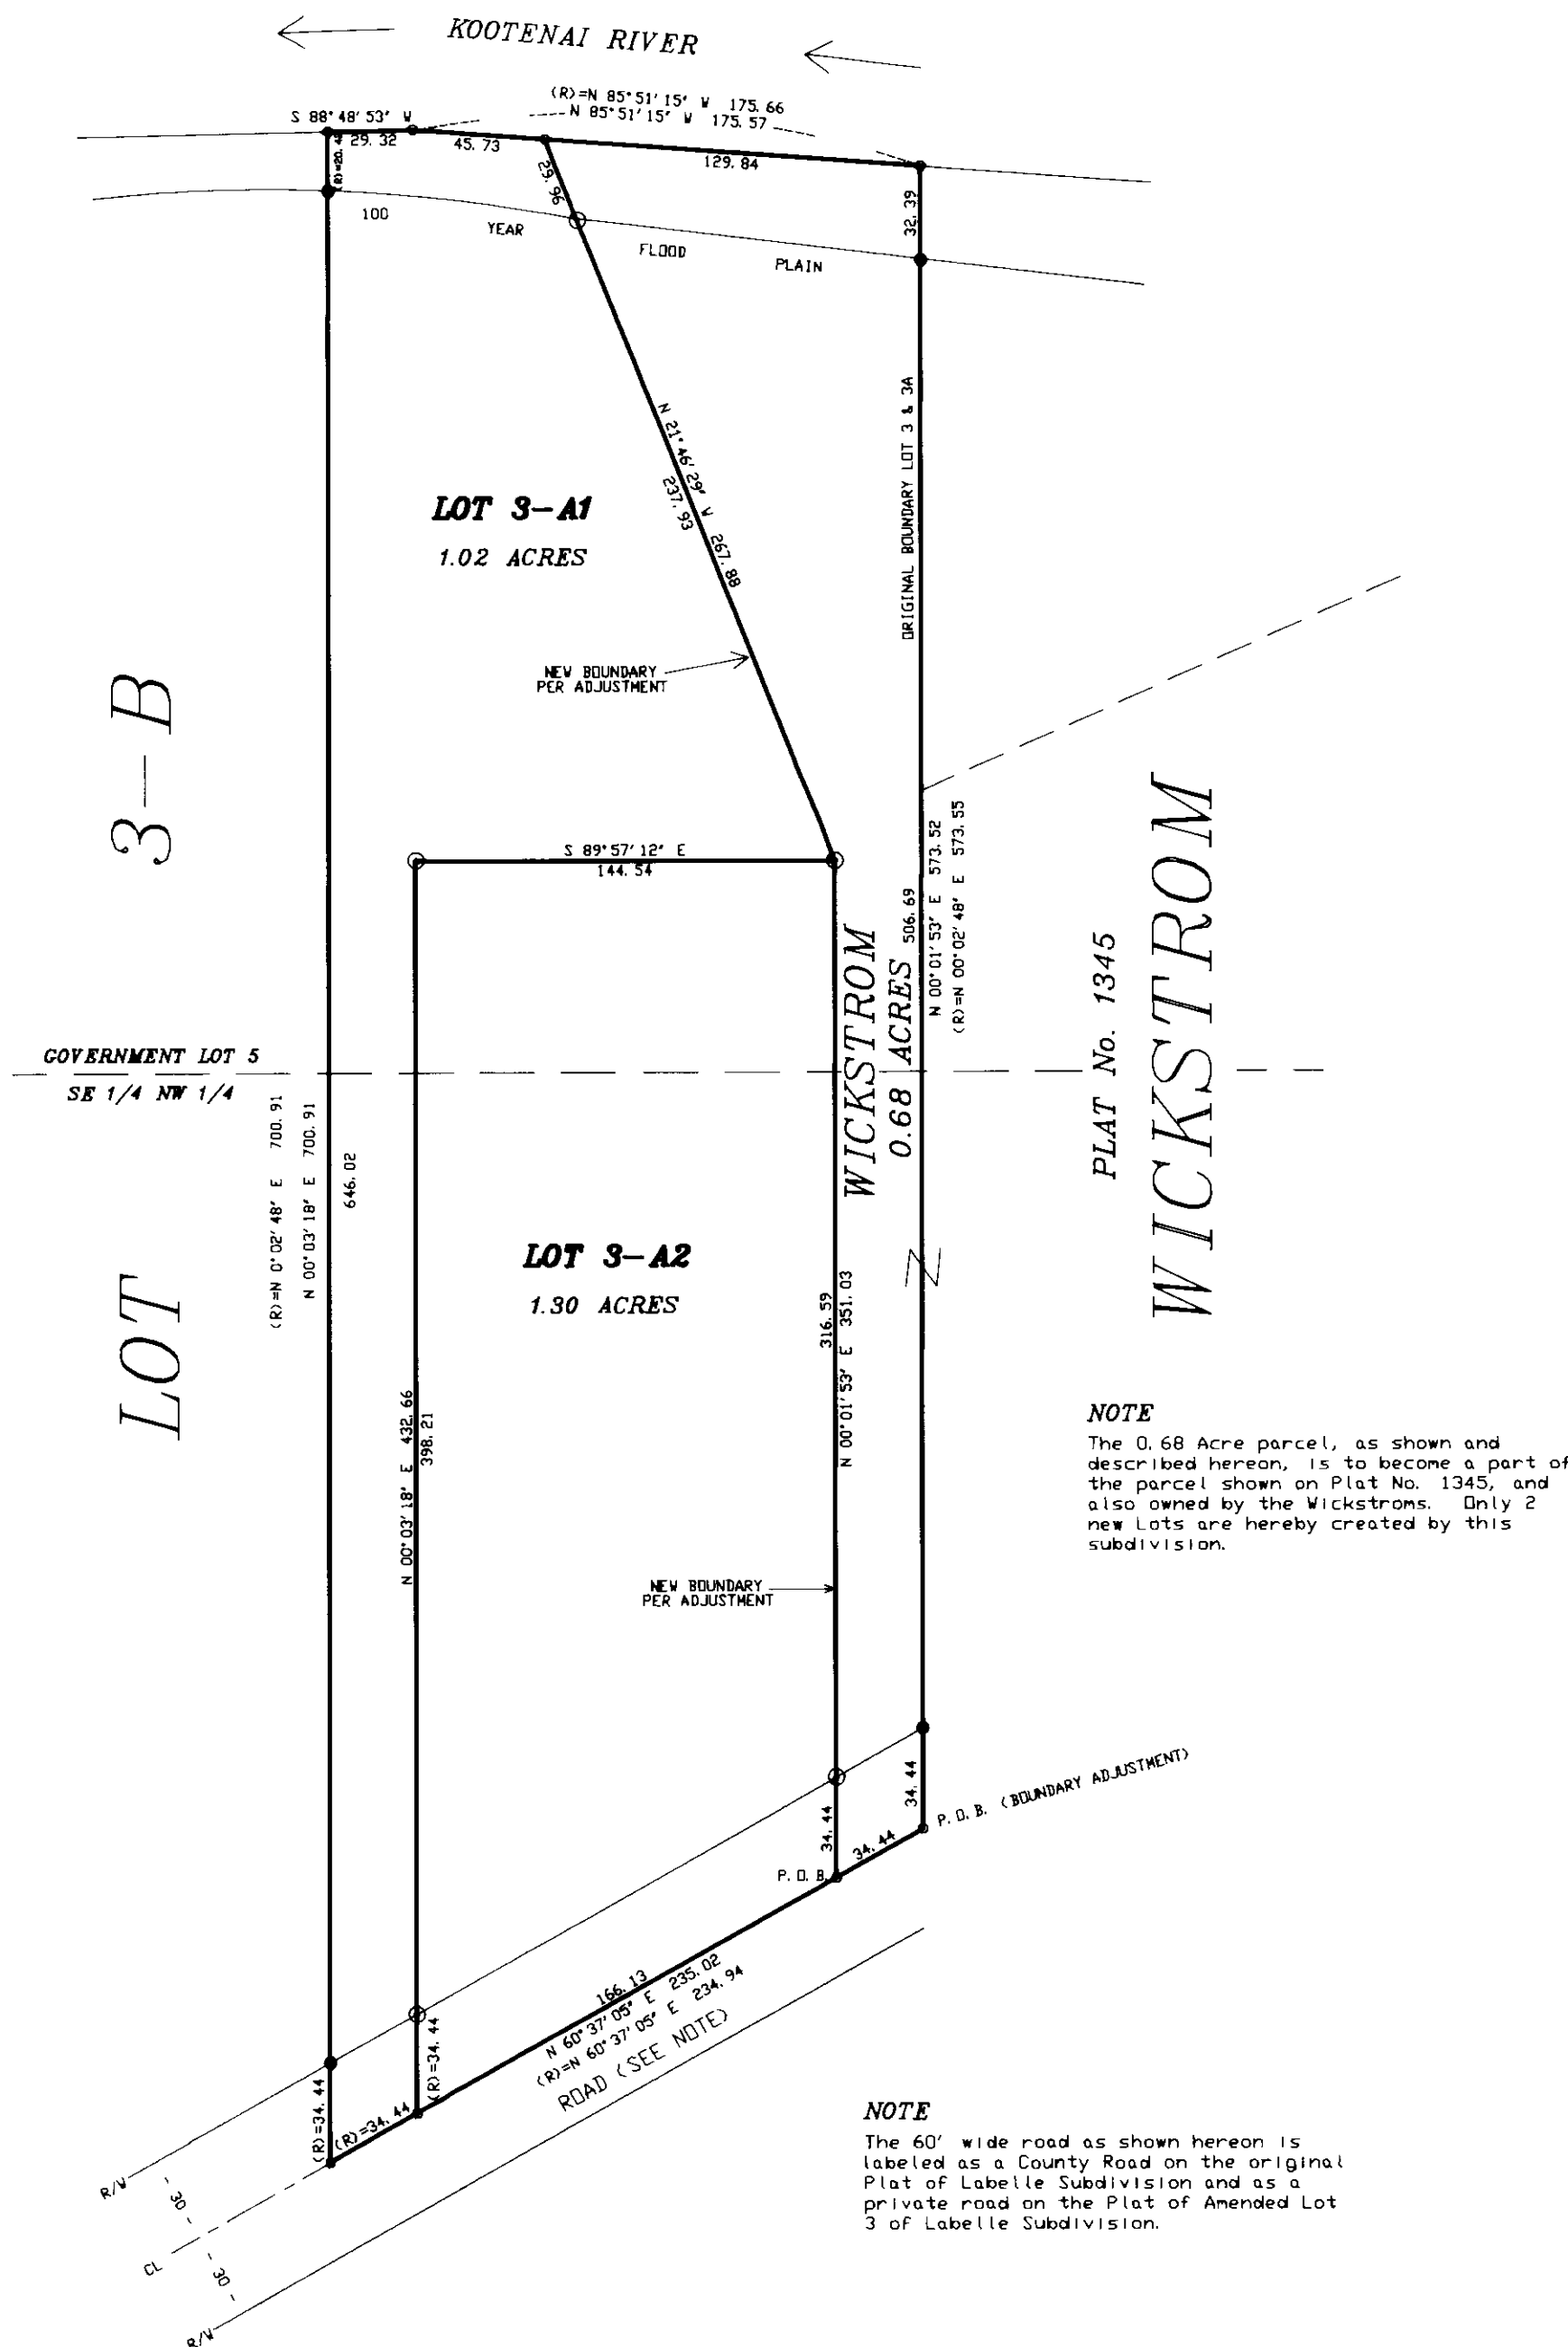 KOOTENAI RIVER
(R)=N 85°51'15" W 175.66
N 85°51'15" W 175.57
S 88°48'53" W
29.32
45.73
129.84
29.96
32.39
100 YEAR FLOOD PLAIN
ORIGINAL BOUNDARY LOT 3 & 3A
N 21°46'29" W 267.88
237.93
LOT 3-A1
1.02 ACRES
NEW BOUNDARY
PER ADJUSTMENT
S 89°57'12" E
144.54
LOT 3-B
WICKSTROM
0.68 ACRES
506.69
N 00°01'53" E 573.52
(R)=N 00°02'48" E 573.55
PLAT No. 1345
WICKSTROM
GOVERNMENT LOT 5
SE 1/4 NW 1/4
(R)=N 0°02'48" E 700.91
N 00°03'18" E 700.91
646.02
LOT 3-A2
1.30 ACRES
316.59
N 00°01'53" E 351.03
N 00°03'18" E 432.66
398.21
NOTE
The 0.68 Acre parcel, as shown and
described hereon, is to become a part of
the parcel shown on Plat No. 1345, and
also owned by the Wickstroms. Only 2
new Lots are hereby created by this
subdivision.
NEW BOUNDARY
PER ADJUSTMENT
34.44
34.44
34.44
P.O.B. (BOUNDARY ADJUSTMENT)
P.O.B.
166.13
N 60°37'05" E 235.02
(R)=N 60°37'05" E 234.94
ROAD (SEE NOTE)
(R)=34.44
(R)=34.44
(R)=34.44
NOTE
The 60' wide road as shown hereon is
labeled as a County Road on the original
Plat of Labelle Subdivision and as a
private road on the Plat of Amended Lot
3 of Labelle Subdivision.
R/W
30
CL
30
R/W